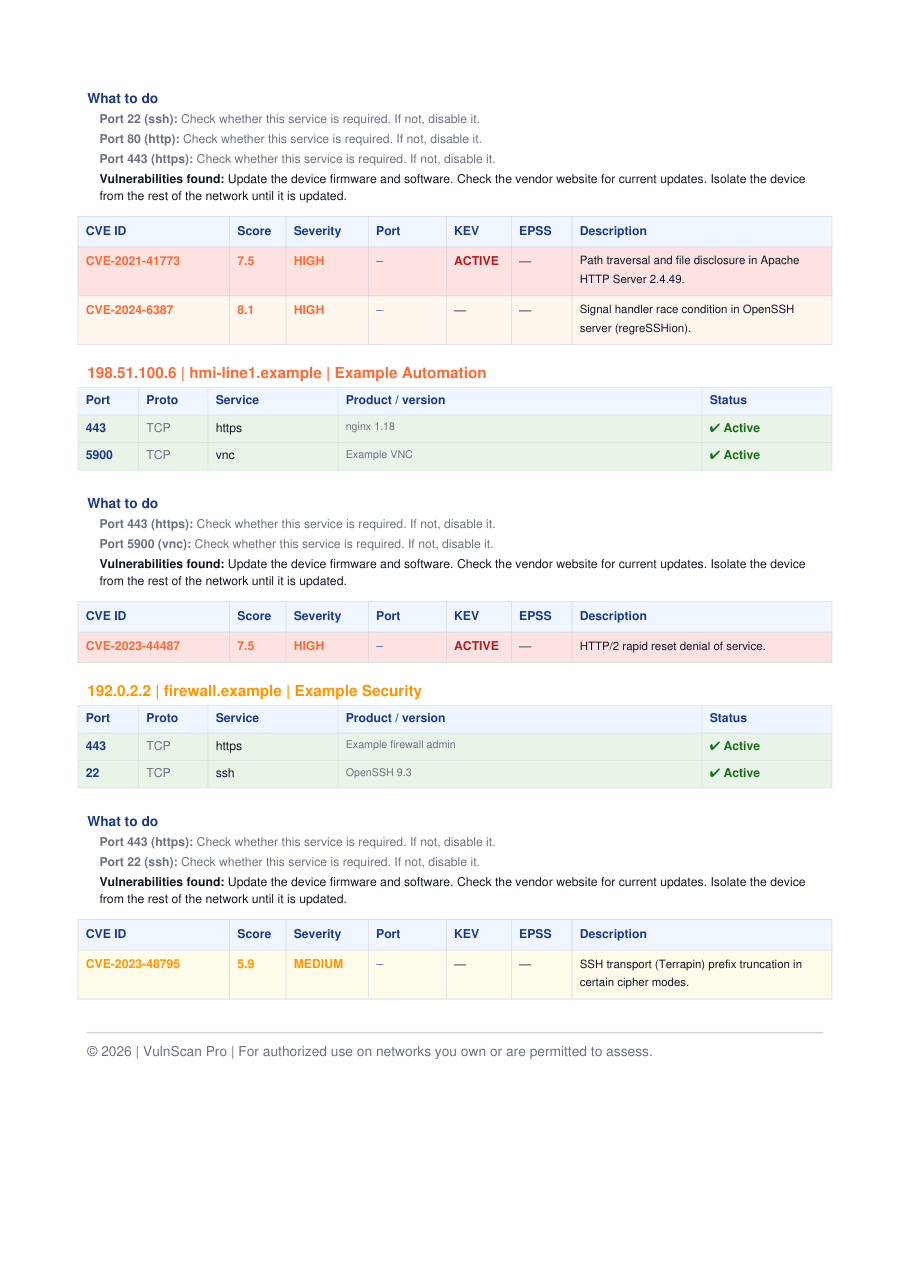 What to do
Port 22 (ssh): Check whether this service is required. If not, disable it.
Port 80 (http): Check whether this service is required. If not, disable it.
Port 443 (https): Check whether this service is required. If not, disable it.
Vulnerabilities found: Update the device firmware and software. Check the vendor website for current updates. Isolate the device
from the rest of the network until it is updated.
CVE ID Score Severity Port KEV EPSS Description
CVE-2021-41773 7.5 HIGH – ACTIVE — Path traversal and file disclosure in Apache
HTTP Server 2.4.49.
CVE-2024-6387 8.1 HIGH – — — Signal handler race condition in OpenSSH
server (regreSSHion).
198.51.100.6 | hmi-line1.example | Example Automation
Port Proto Service Product / version Status
443 TCP https nginx 1.18 ✔ Active
5900 TCP vnc Example VNC ✔ Active
What to do
Port 443 (https): Check whether this service is required. If not, disable it.
Port 5900 (vnc): Check whether this service is required. If not, disable it.
Vulnerabilities found: Update the device firmware and software. Check the vendor website for current updates. Isolate the device
from the rest of the network until it is updated.
CVE ID Score Severity Port KEV EPSS Description
CVE-2023-44487 7.5 HIGH – ACTIVE — HTTP/2 rapid reset denial of service.
192.0.2.2 | firewall.example | Example Security
Port Proto Service Product / version Status
443 TCP https Example firewall admin ✔ Active
22 TCP ssh OpenSSH 9.3 ✔ Active
What to do
Port 443 (https): Check whether this service is required. If not, disable it.
Port 22 (ssh): Check whether this service is required. If not, disable it.
Vulnerabilities found: Update the device firmware and software. Check the vendor website for current updates. Isolate the device
from the rest of the network until it is updated.
CVE ID Score Severity Port KEV EPSS Description
CVE-2023-48795 5.9 MEDIUM – — — SSH transport (Terrapin) prefix truncation in
certain cipher modes.
© 2026 | VulnScan Pro | For authorized use on networks you own or are permitted to assess.